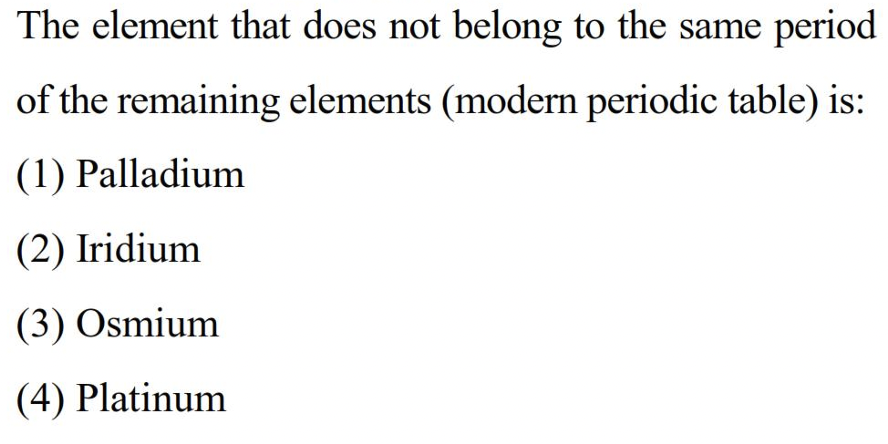 The element that does not belong to the same period
of the remaining elements (modern periodic table) is:
(1) Palladium
(2) Iridium
(3) Osmium
(4) Platinum